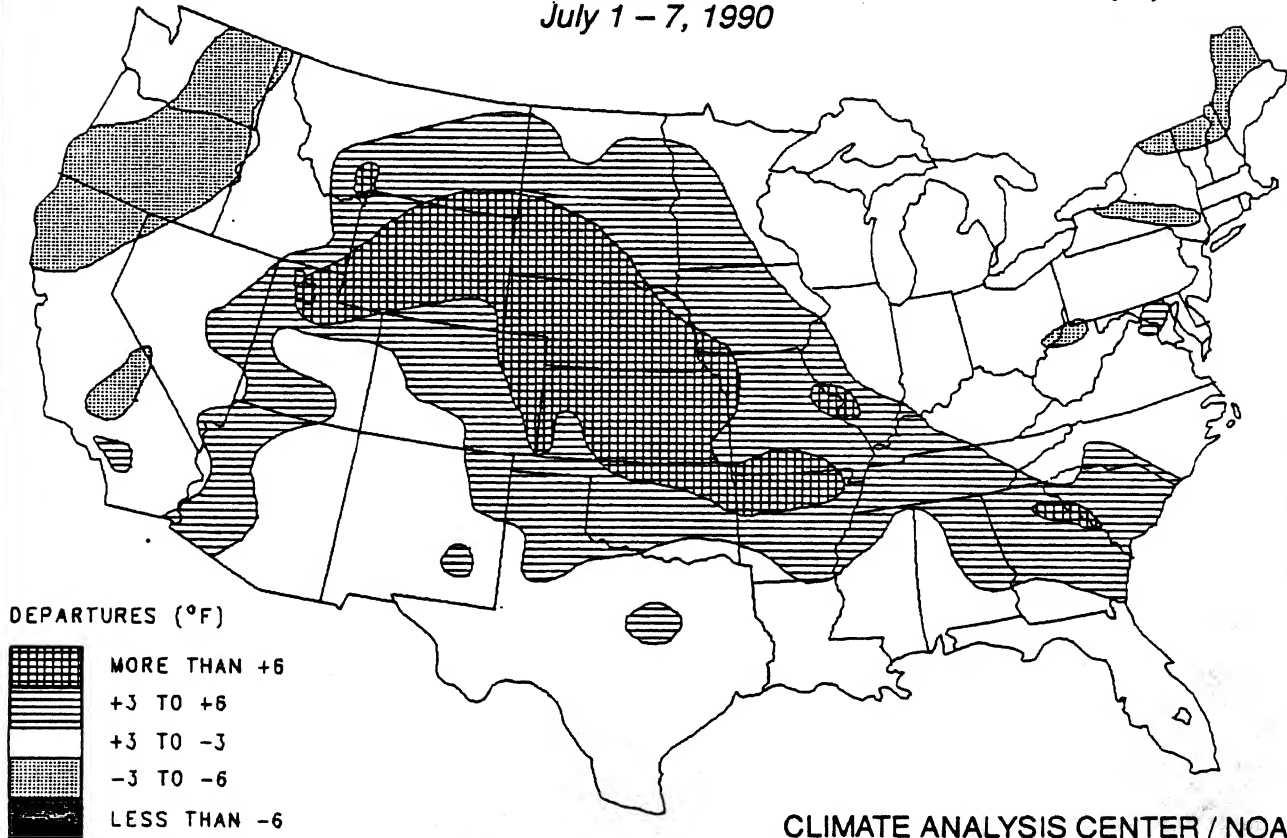 July 1 – 7, 1990
DEPARTURES (°F)
MORE THAN +6
+3 TO +6
+3 TO -3
-3 TO -6
LESS THAN -6
CLIMATE ANALYSIS CENTER / NOA